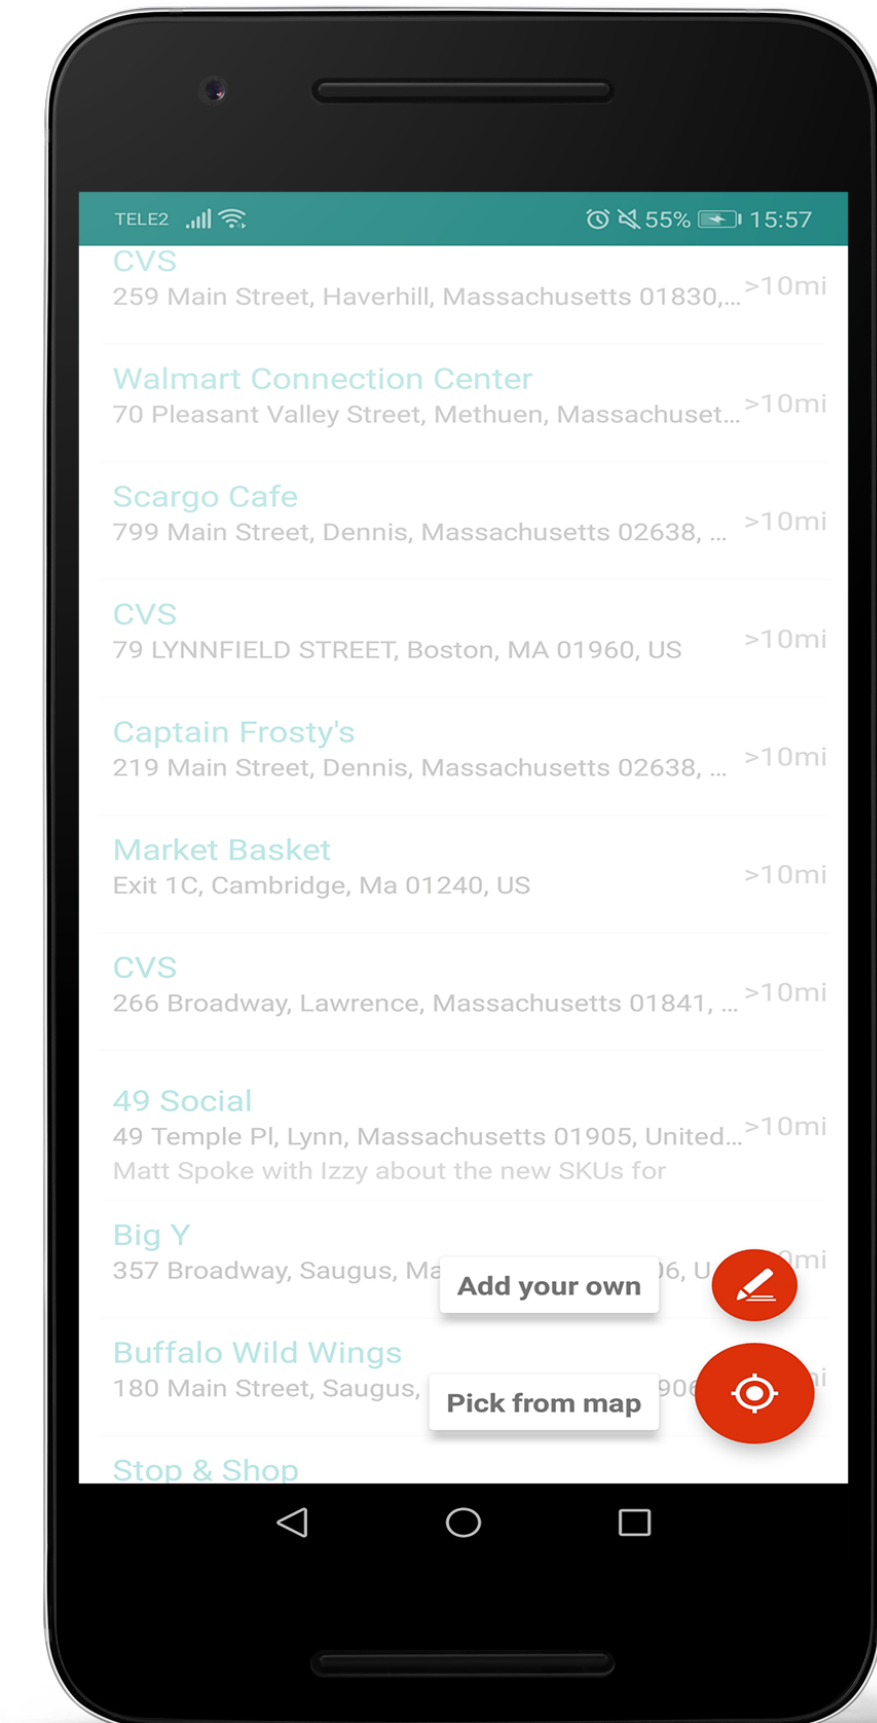 TELE2 55% 15:57
CVS
259 Main Street, Haverhill, Massachusetts 01830,... >10mi
Walmart Connection Center
70 Pleasant Valley Street, Methuen, Massachuset... >10mi
Scargo Cafe
799 Main Street, Dennis, Massachusetts 02638, ... >10mi
CVS
79 LYNNFIELD STREET, Boston, MA 01960, US >10mi
Captain Frosty's
219 Main Street, Dennis, Massachusetts 02638, ... >10mi
Market Basket
Exit 1C, Cambridge, Ma 01240, US >10mi
CVS
266 Broadway, Lawrence, Massachusetts 01841, ... >10mi
49 Social
49 Temple Pl, Lynn, Massachusetts 01905, United... >10mi
Matt Spoke with Izzy about the new SKUs for
Big Y
357 Broadway, Saugus,
Add your own
Buffalo Wild Wings
180 Main Street, Saugus,
Pick from map
Stop & Shop